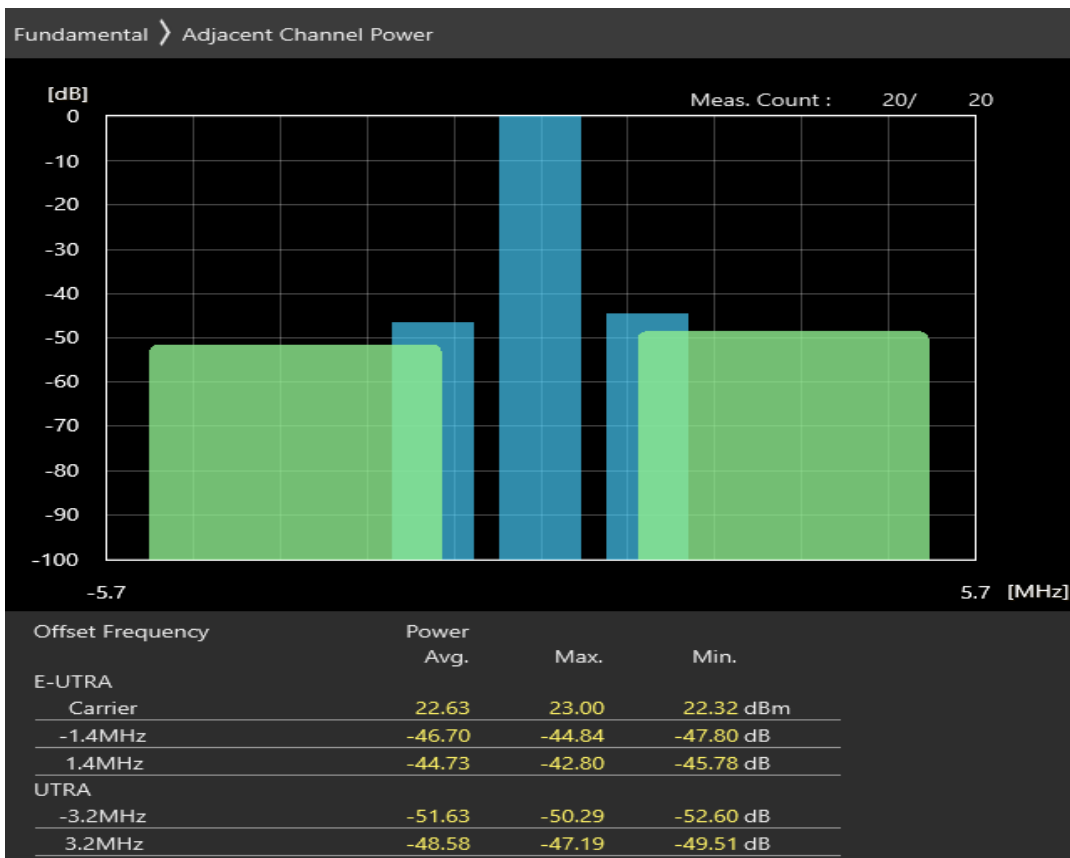 Fundamental 〉 Adjacent Channel Power
[dB]
Meas. Count : 20/ 20
0
-10
-20
-30
-40
-50
-60
-70
-80
-90
-100
-5.7 5.7 [MHz]
Offset Frequency Power
Avg. Max. Min.
E-UTRA
Carrier 22.63 23.00 22.32 dBm
-1.4MHz -46.70 -44.84 -47.80 dB
1.4MHz -44.73 -42.80 -45.78 dB
UTRA
-3.2MHz -51.63 -50.29 -52.60 dB
3.2MHz -48.58 -47.19 -49.51 dB